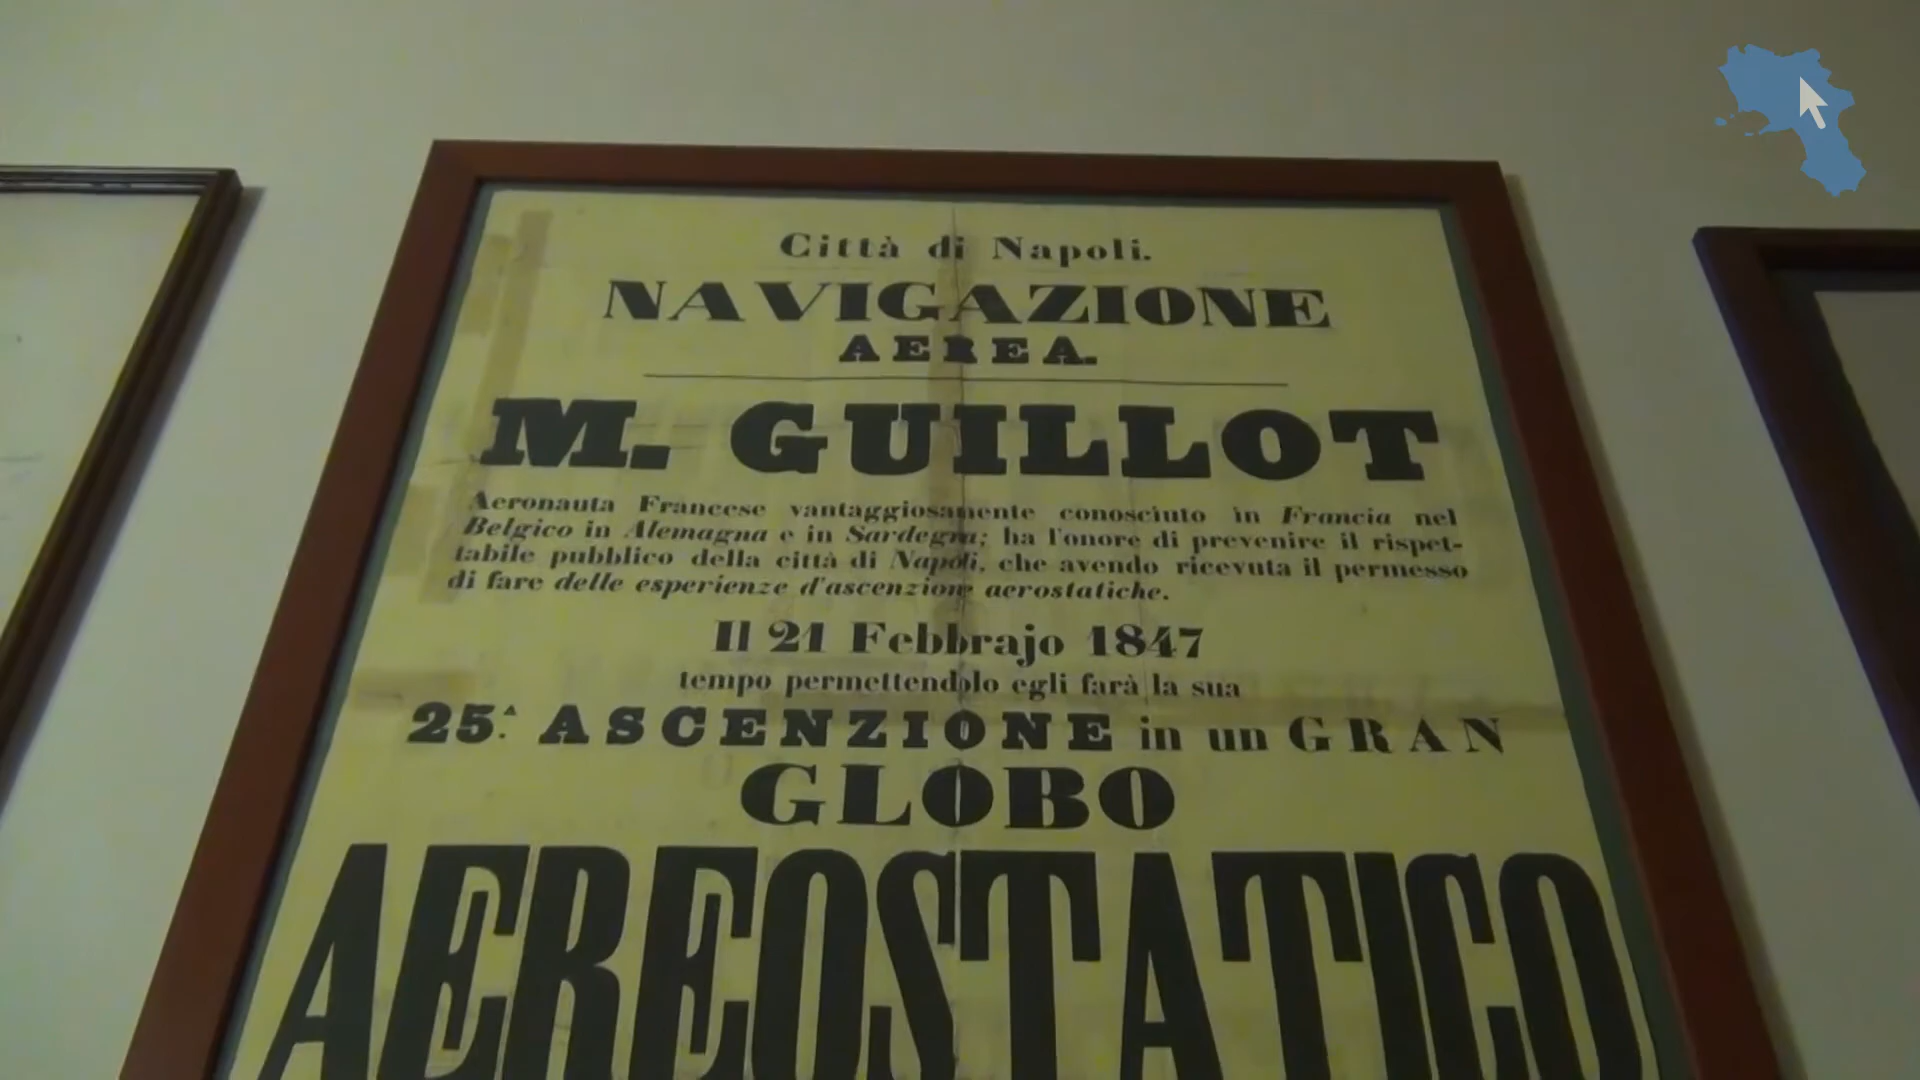 Città di Napoli.
NAVIGAZIONE
AEREA.
M. GUILLOT
Aeronauta Francese vantaggiosamente conosciuto in Francia nel
Belgico in Alemagna e in Sardegna; ha l'onore di prevenire il rispet-
tabile pubblico della città di Napoli, che avendo ricevuta il permesso
di fare delle esperienze d'ascenzione aerostatiche.
Il 21 Febbrajo 1847
tempo permettendolo egli farà la sua
25.ª ASCENZIONE in un GRAN
GLOBO
AEREOSTATICO